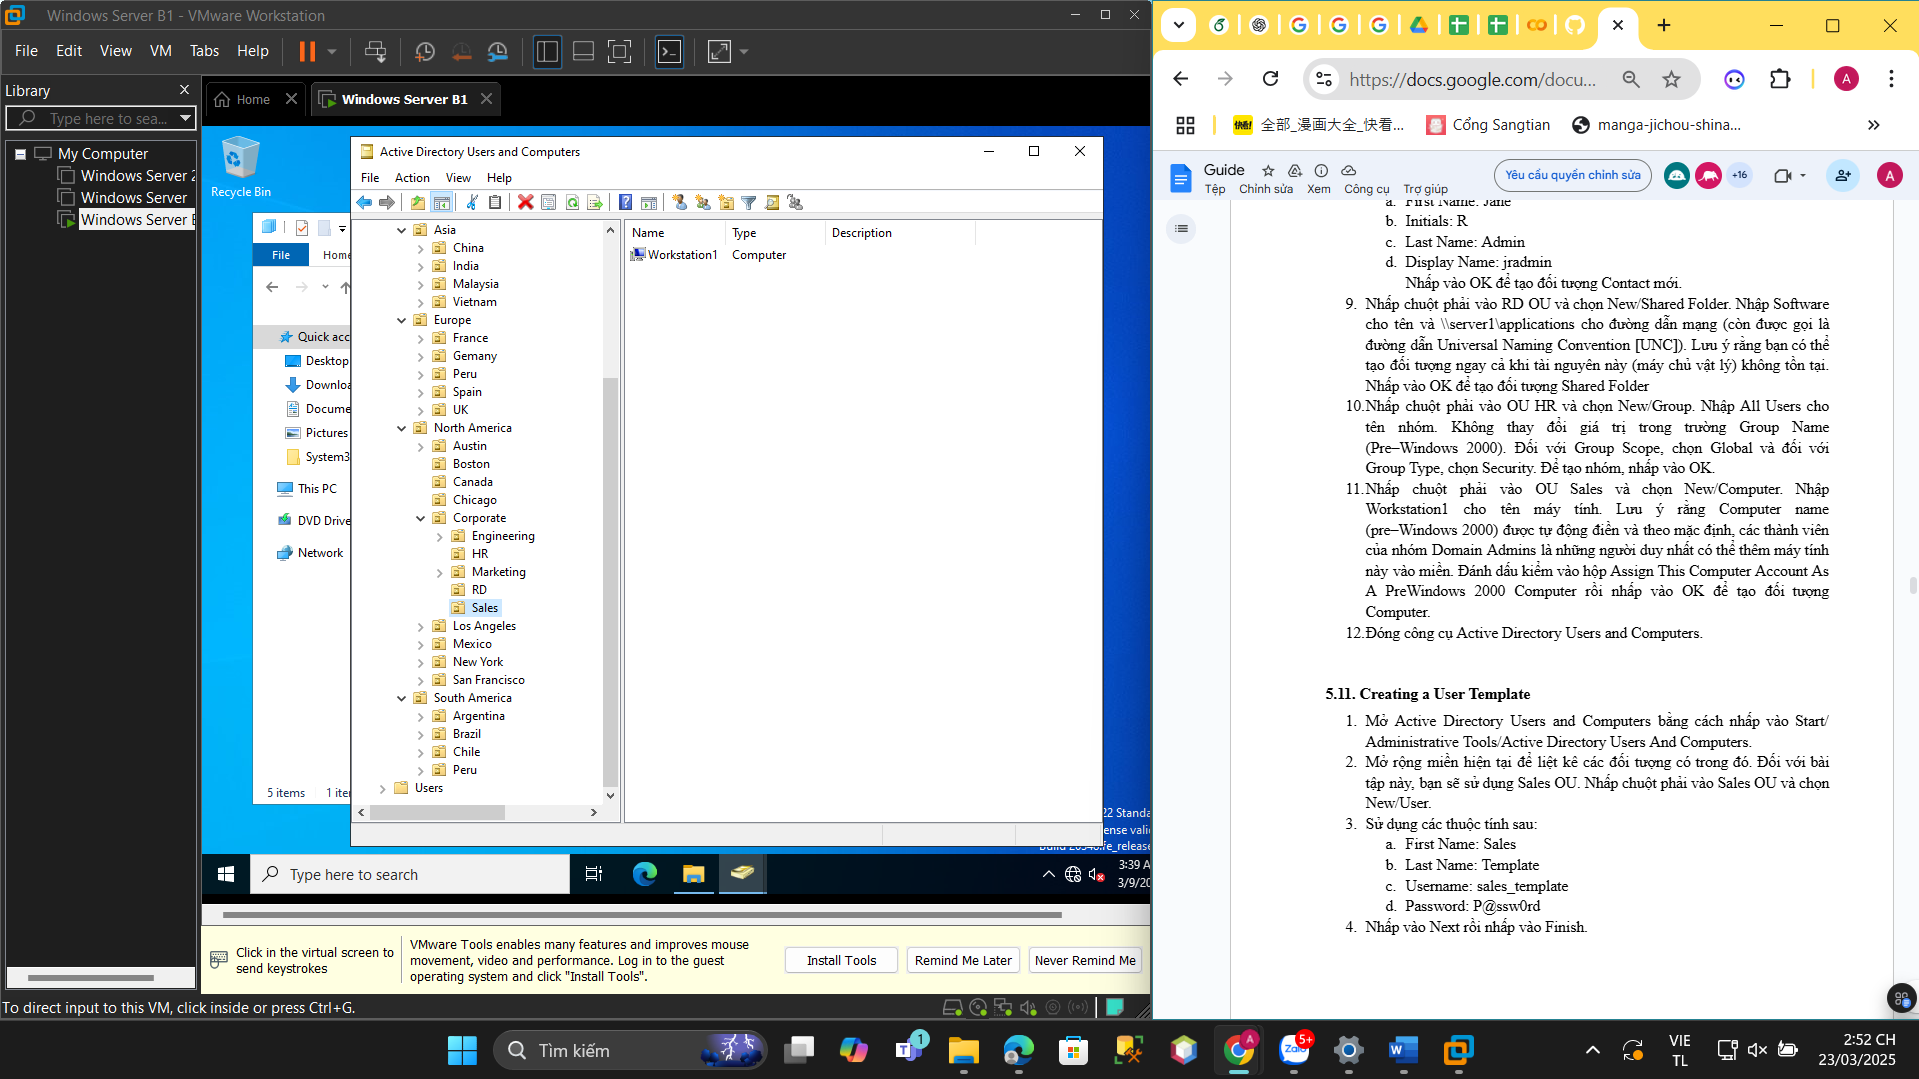 Windows Server B1 - VMware Workstation
File Edit View VM Tabs Help
Library
Type here to sea...
My Computer
Windows Server 2
Windows Server
Windows Server B
Home
Windows Server B1
Recycle Bin
File Home
Quick acc
Desktop
Downloa
Docume
Pictures
System3
This PC
DVD Drive
Network
5 items 1 iter
Active Directory Users and Computers
File Action View Help
Asia
China
India
Malaysia
Vietnam
Europe
France
Gemany
Peru
Spain
UK
North America
Austin
Boston
Canada
Chicago
Corporate
Engineering
HR
Marketing
RD
Sales
Los Angeles
Mexico
New York
San Francisco
South America
Argentina
Brazil
Chile
Peru
Users
Name Type Description
Workstation1 Computer
22 Standa
ense valid
Type here to search
3:39 A
3/9/20
Click in the virtual screen to
send keystrokes
VMware Tools enables many features and improves mouse
movement, video and performance. Log in to the guest
operating system and click "Install Tools".
Install Tools
Remind Me Later
Never Remind Me
To direct input to this VM, click inside or press Ctrl+G.
https://docs.google.com/docu...
A
全部_漫画大全_快看...
Cổng Sangtian
manga-jichou-shina...
Guide
Tệp Chỉnh sửa Xem Công cụ Trợ giúp
Yêu cầu quyền chỉnh sửa
+16
A
a. First Name: Jane
b. Initials: R
c. Last Name: Admin
d. Display Name: jradmin
Nhấp vào OK để tạo đối tượng Contact mới.
9. Nhấp chuột phải vào RD OU và chọn New/Shared Folder. Nhập Software
cho tên và \\server1\applications cho đường dẫn mạng (còn được gọi là
đường dẫn Universal Naming Convention [UNC]). Lưu ý rằng bạn có thể
tạo đối tượng ngay cả khi tài nguyên này (máy chủ vật lý) không tồn tại.
Nhấp vào OK để tạo đối tượng Shared Folder
10. Nhấp chuột phải vào OU HR và chọn New/Group. Nhập All Users cho
tên nhóm. Không thay đổi giá trị trong trường Group Name
(Pre–Windows 2000). Đối với Group Scope, chọn Global và đối với
Group Type, chọn Security. Để tạo nhóm, nhấp vào OK.
11. Nhấp chuột phải vào OU Sales và chọn New/Computer. Nhập
Workstation1 cho tên máy tính. Lưu ý rằng Computer name
(pre–Windows 2000) được tự động điền và theo mặc định, các thành viên
của nhóm Domain Admins là những người duy nhất có thể thêm máy tính
này vào miền. Đánh dấu kiểm vào hộp Assign This Computer Account As
A PreWindows 2000 Computer rồi nhấp vào OK để tạo đối tượng
Computer.
12. Đóng công cụ Active Directory Users and Computers.
5.11. Creating a User Template
1. Mở Active Directory Users and Computers bằng cách nhấp vào Start/
Administrative Tools/Active Directory Users And Computers.
2. Mở rộng miền hiện tại để liệt kê các đối tượng có trong đó. Đối với bài
tập này, bạn sẽ sử dụng Sales OU. Nhấp chuột phải vào Sales OU và chọn
New/User.
3. Sử dụng các thuộc tính sau:
a. First Name: Sales
b. Last Name: Template
c. Username: sales_template
d. Password: P@ssw0rd
4. Nhấp vào Next rồi nhấp vào Finish.
Tìm kiếm
1
A
Zalo
5+
VIE
TL
2:52 CH
23/03/2025